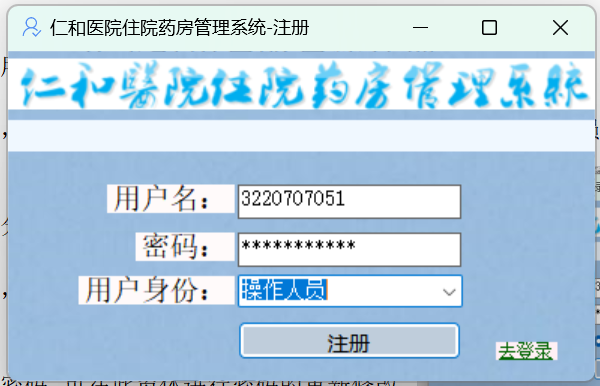 仁和医院住院药房管理系统-注册
仁和醫院住院药房管理系統
用户名： 3220707051
密码： ***********
用户身份： 操作人员
注册
去登录